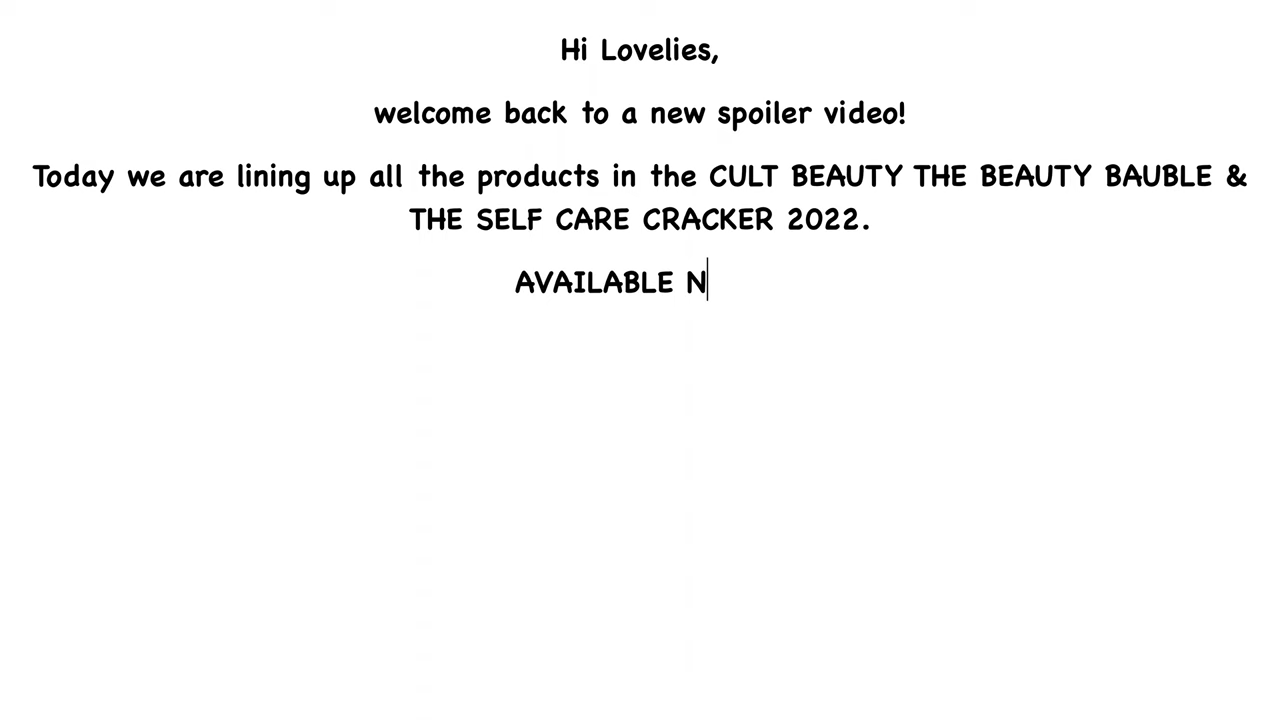 Hi Lovelies,
welcome back to a new spoiler video!
Today we are lining up all the products in the CULT BEAUTY THE BEAUTY BAUBLE &
THE SELF CARE CRACKER 2022.
AVAILABLE N